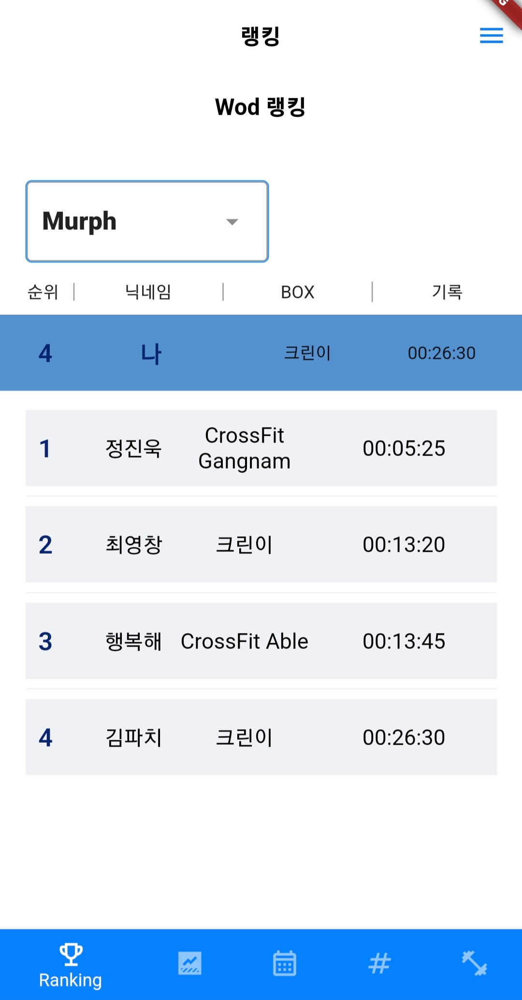 랭킹
Wod 랭킹
Murph
순위 | 닉네임 | BOX | 기록
4 나 크린이 00:26:30
1 정진욱 CrossFit Gangnam 00:05:25
2 최영창 크린이 00:13:20
3 행복해 CrossFit Able 00:13:45
4 김파치 크린이 00:26:30
Ranking
#